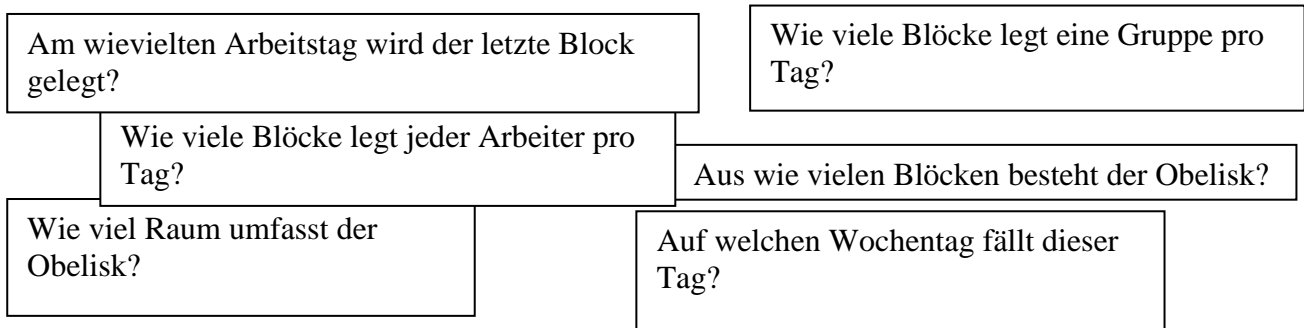 Am wievielten Arbeitstag wird der letzte Block
gelegt?
Wie viele Blöcke legt eine Gruppe pro
Tag?
Wie viele Blöcke legt jeder Arbeiter pro
Tag?
Aus wie vielen Blöcken besteht der Obelisk?
Wie viel Raum umfasst der
Obelisk?
Auf welchen Wochentag fällt dieser
Tag?